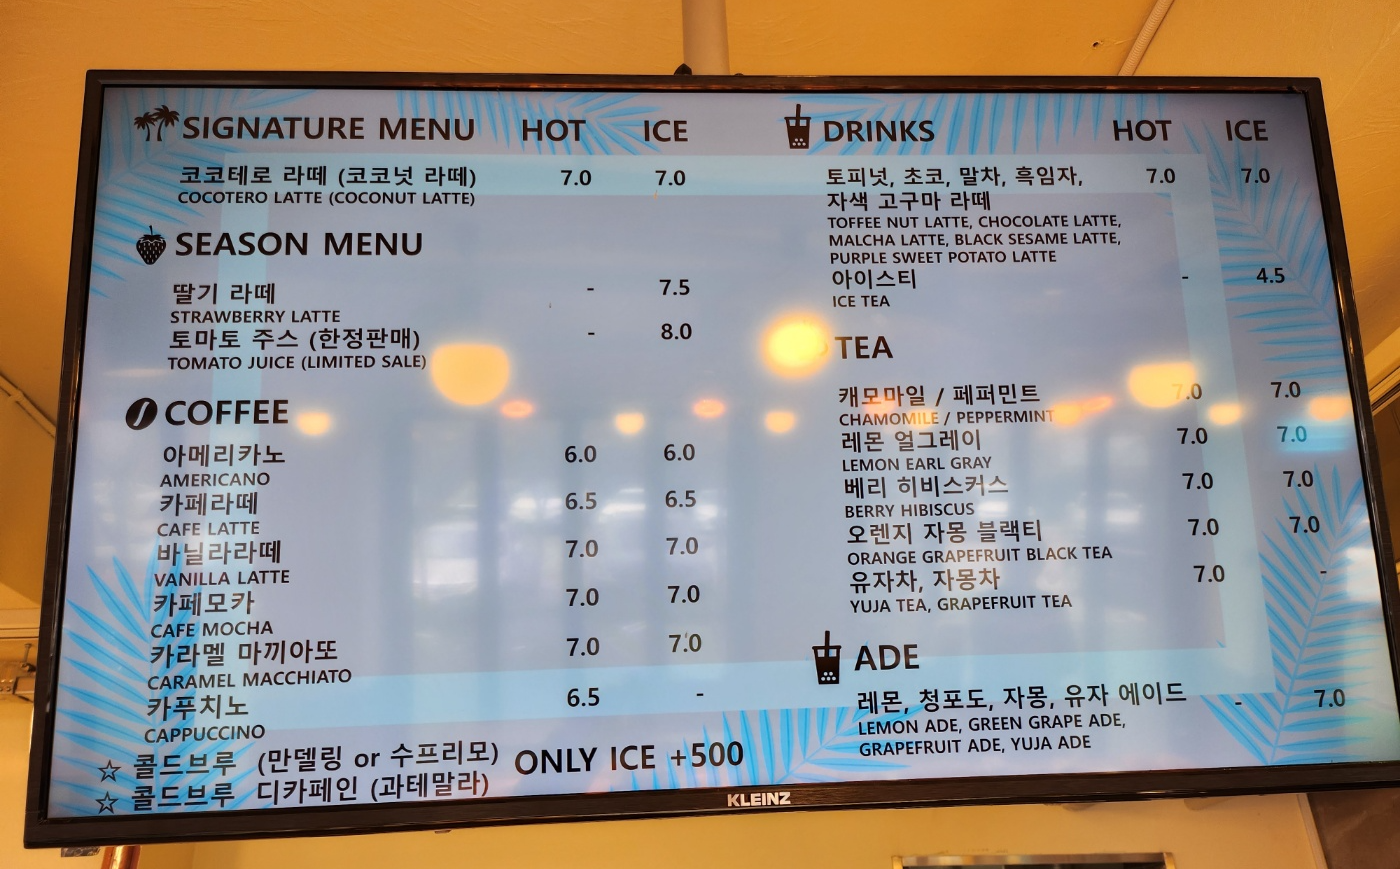 SIGNATURE MENU HOT ICE
코코테로 라떼 (코코넛 라떼) 7.0 7.0
COCOTERO LATTE (COCONUT LATTE)
SEASON MENU
딸기 라떼 - 7.5
STRAWBERRY LATTE
토마토 주스 (한정판매) - 8.0
TOMATO JUICE (LIMITED SALE)
COFFEE
아메리카노 6.0 6.0
AMERICANO
카페라떼 6.5 6.5
CAFE LATTE
바닐라라떼 7.0 7.0
VANILLA LATTE
카페모카 7.0 7.0
CAFE MOCHA
카라멜 마끼아또 7.0 7.0
CARAMEL MACCHIATO
카푸치노 6.5 -
CAPPUCCINO
☆ 콜드브루 (만델링 or 수프리모) ONLY ICE +500
☆ 콜드브루 디카페인 (과테말라)
DRINKS HOT ICE
토피넛, 초코, 말차, 흑임자, 7.0 7.0
자색 고구마 라떼
TOFFEE NUT LATTE, CHOCOLATE LATTE,
MALCHA LATTE, BLACK SESAME LATTE,
PURPLE SWEET POTATO LATTE
아이스티 - 4.5
ICE TEA
TEA
캐모마일 / 페퍼민트 7.0 7.0
CHAMOMILE / PEPPERMINT
레몬 얼그레이 7.0 7.0
LEMON EARL GRAY
베리 히비스커스 7.0 7.0
BERRY HIBISCUS
오렌지 자몽 블랙티 7.0 7.0
ORANGE GRAPEFRUIT BLACK TEA
유자차, 자몽차 7.0 -
YUJA TEA, GRAPEFRUIT TEA
ADE
레몬, 청포도, 자몽, 유자 에이드 - 7.0
LEMON ADE, GREEN GRAPE ADE,
GRAPEFRUIT ADE, YUJA ADE
KLEINZ